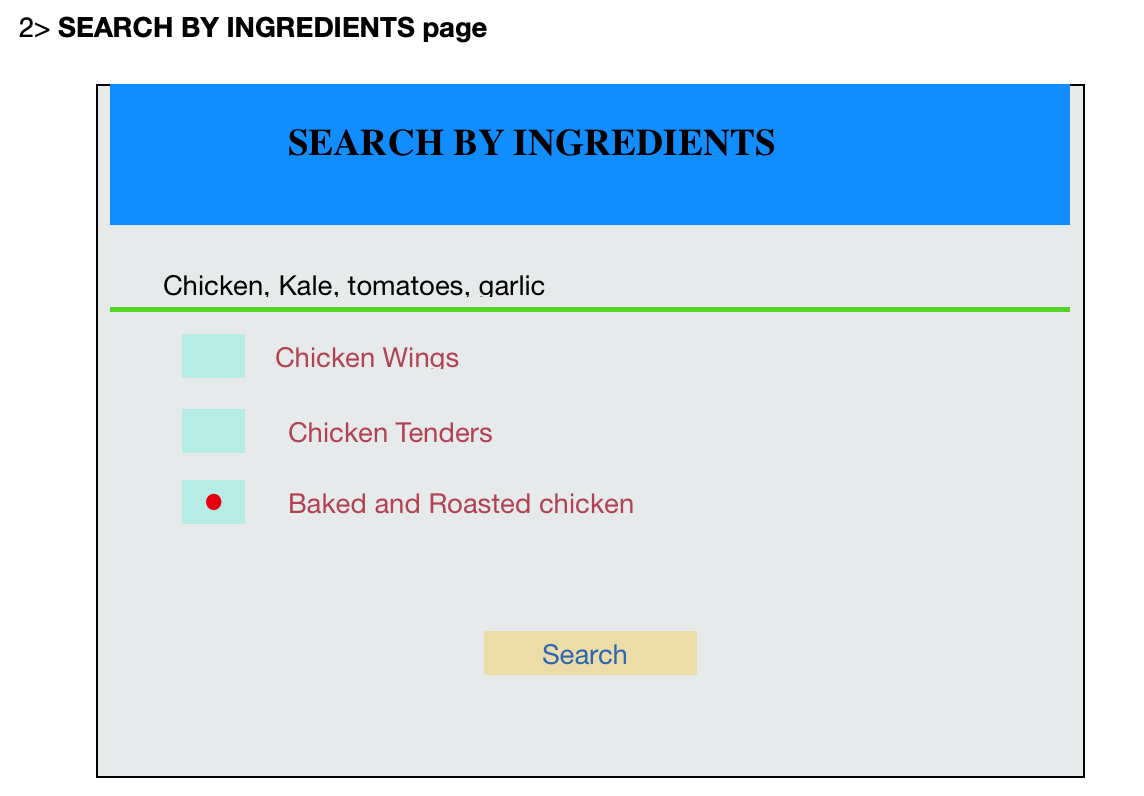 2> SEARCH BY INGREDIENTS page
SEARCH BY INGREDIENTS
Chicken, Kale, tomatoes, garlic
Chicken Wings
Chicken Tenders
Baked and Roasted chicken
Search